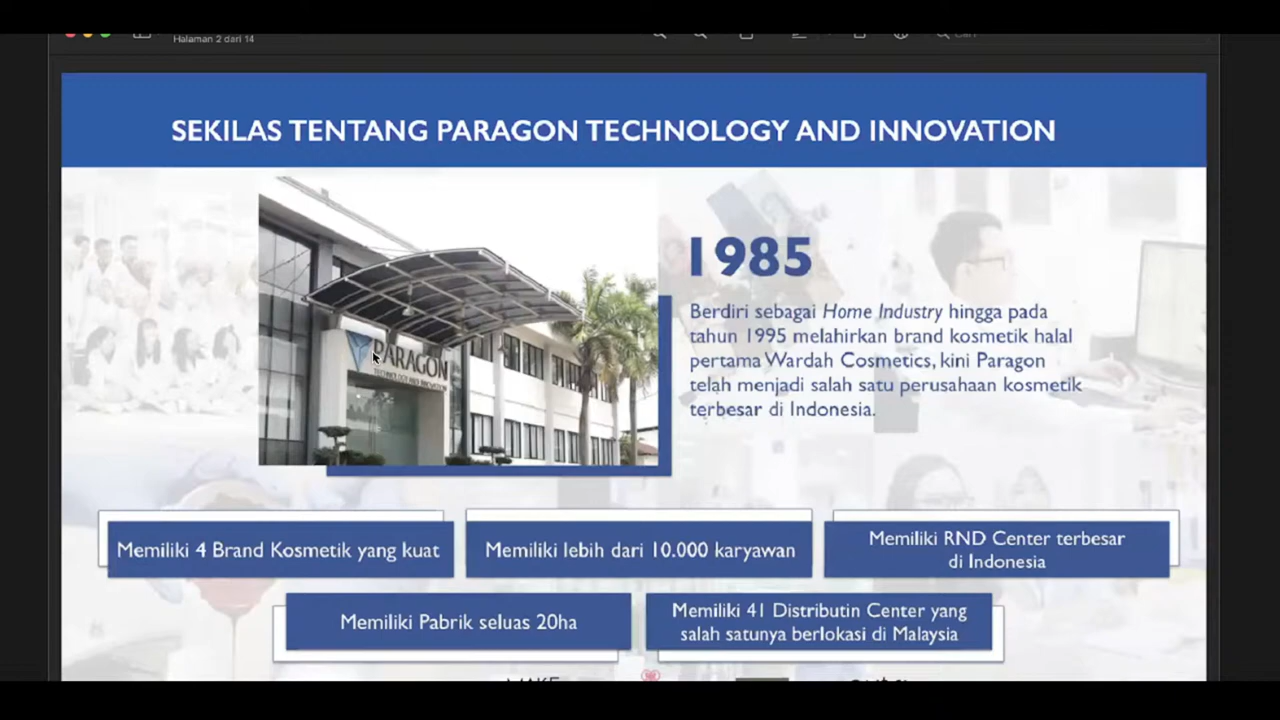 Halaman 2 dari 14
SEKILAS TENTANG PARAGON TECHNOLOGY AND INNOVATION
PARAGON
TECHNOLOGY AND INNOVATION
1985
Berdiri sebagai Home Industry hingga pada
tahun 1995 melahirkan brand kosmetik halal
pertama Wardah Cosmetics, kini Paragon
telah menjadi salah satu perusahaan kosmetik
terbesar di Indonesia.
Memiliki 4 Brand Kosmetik yang kuat
Memiliki lebih dari 10.000 karyawan
Memiliki RND Center terbesar
di Indonesia
Memiliki Pabrik seluas 20ha
Memiliki 41 Distributin Center yang
salah satunya berlokasi di Malaysia